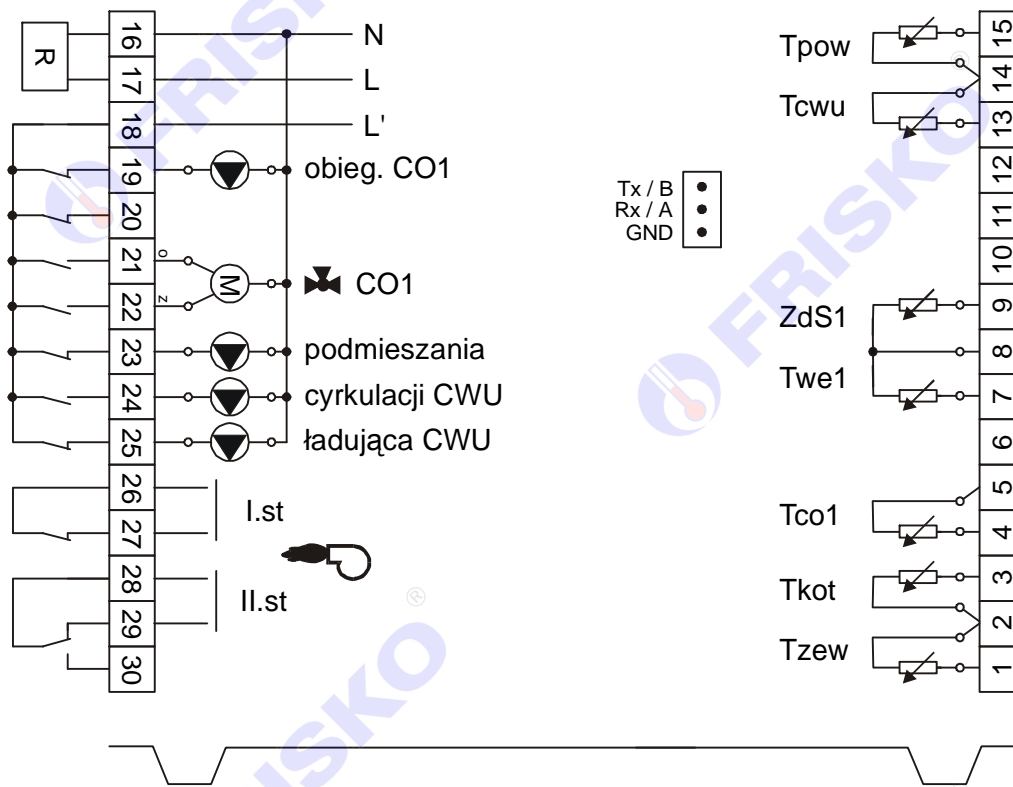 R
16
N
17
L
18
L'
19
obieg. CO1
20
21
o
M
CO1
22
z
23
podmieszania
24
cyrkulacji CWU
25
ładująca CWU
26
I.st
27
28
II.st
29
30
Tx / B
Rx / A
GND
Tpow
15
14
Tcwu
13
12
11
10
ZdS1
9
8
Twe1
7
6
5
Tco1
4
Tkot
3
2
Tzew
1
FRISKO
FRISKO ®
FRISKO ®